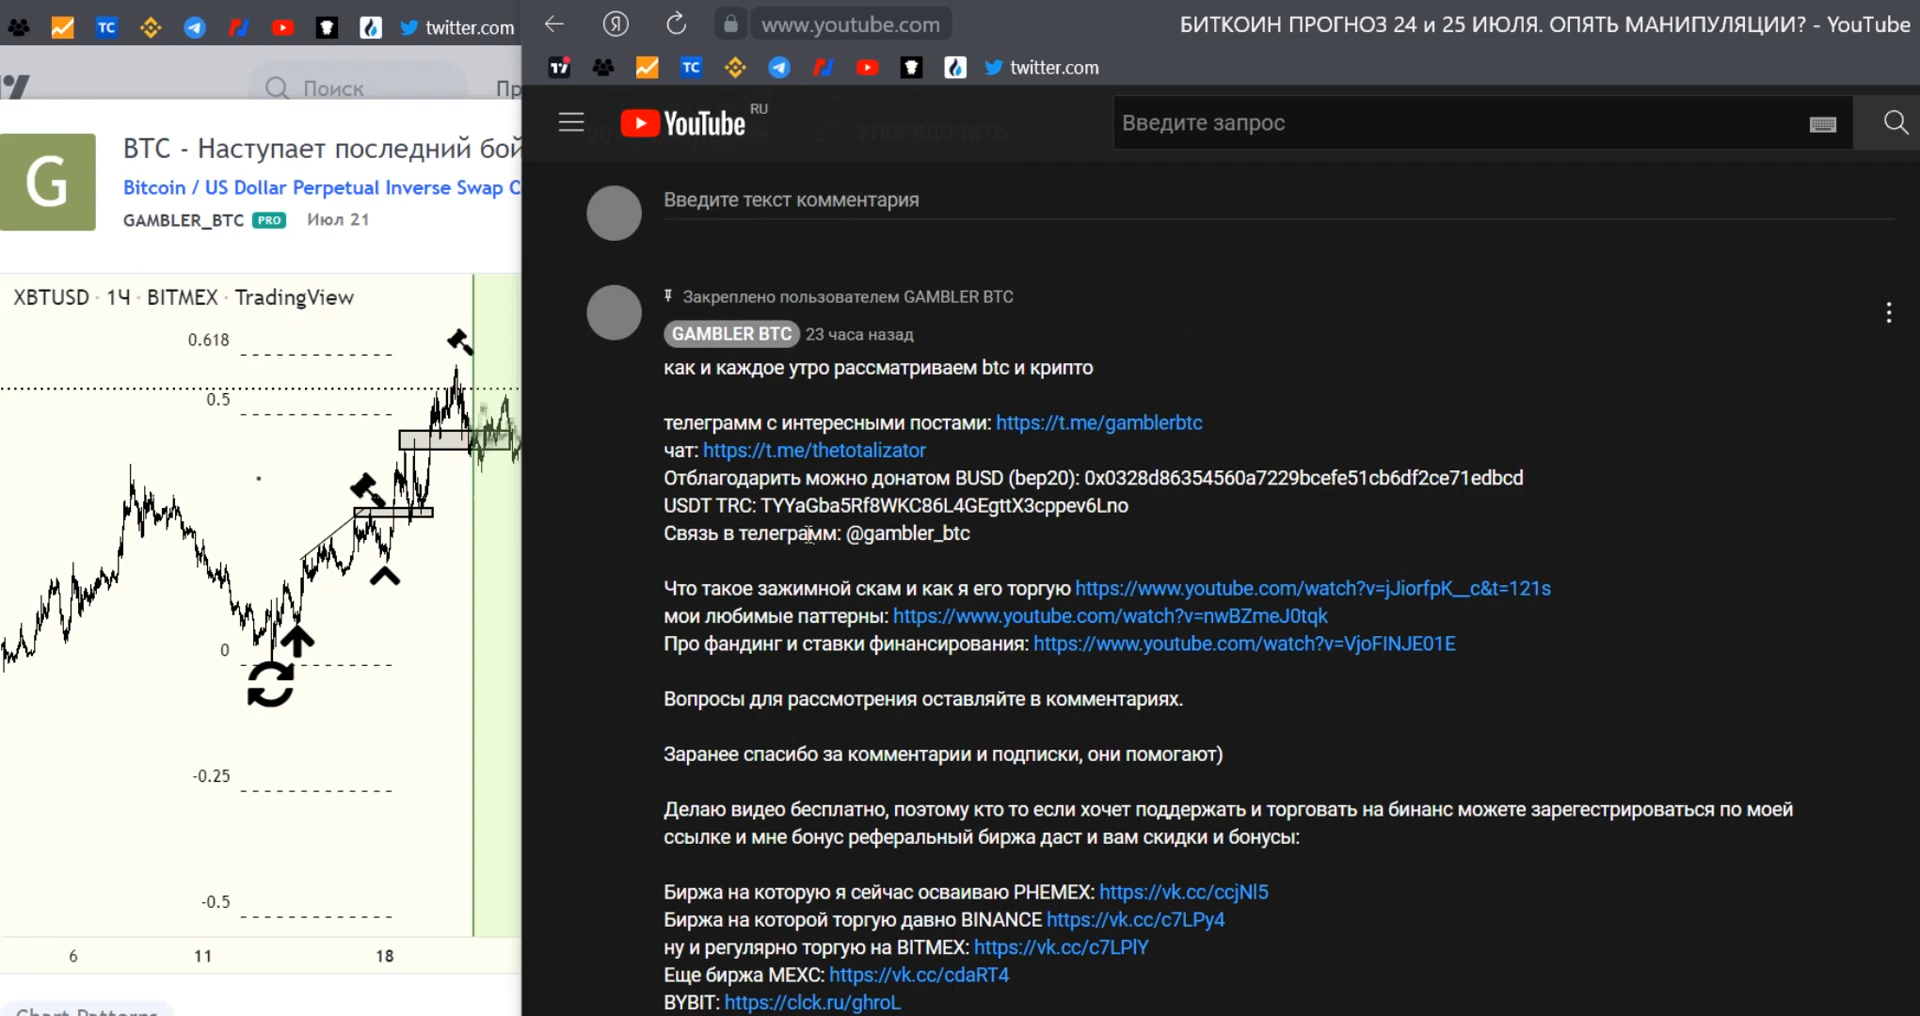 twitter.com
Поиск
Пр
G
BTC - Наступает последний бой
Bitcoin / US Dollar Perpetual Inverse Swap C
GAMBLER_BTC PRO Июл 21
XBTUSD · 1Ч · BITMEX · TradingView
0.618
0.5
0
-0.25
-0.5
6 11 18
Chart Patterns
www.youtube.com
БИТКОИН ПРОГНОЗ 24 и 25 ИЮЛЯ. ОПЯТЬ МАНИПУЛЯЦИИ? - YouTube
twitter.com
YouTube RU
Введите запрос
УПОРЯДОЧИТЬ
Введите текст комментария
Закреплено пользователем GAMBLER BTC
GAMBLER BTC 23 часа назад
как и каждое утро рассматриваем btc и крипто
телеграмм с интересными постами: https://t.me/gamblerbtc
чат: https://t.me/thetotalizator
Отблагодарить можно донатом BUSD (bep20): 0x0328d86354560a7229bcefe51cb6df2ce71edbcd
USDT TRC: TYYaGba5Rf8WKC86L4GEgttX3cppev6Lno
Связь в телеграмм: @gambler_btc
Что такое зажимной скам и как я его торгую https://www.youtube.com/watch?v=jJiorfpK__c&t=121s
мои любимые паттерны: https://www.youtube.com/watch?v=nwBZmeJ0tqk
Про фандинг и ставки финансирования: https://www.youtube.com/watch?v=VjoFINJE01E
Вопросы для рассмотрения оставляйте в комментариях.
Заранее спасибо за комментарии и подписки, они помогают)
Делаю видео бесплатно, поэтому кто то если хочет поддержать и торговать на бинанс можете зарегестрироваться по моей
ссылке и мне бонус реферальный биржа даст и вам скидки и бонусы:
Биржа на которую я сейчас осваиваю PHEMEX: https://vk.cc/ccjNl5
Биржа на которой торгую давно BINANCE https://vk.cc/c7LPy4
ну и регулярно торгую на BITMEX: https://vk.cc/c7LPlY
Еще биржа MEXC: https://vk.cc/cdaRT4
BYBIT: https://clck.ru/ghroL